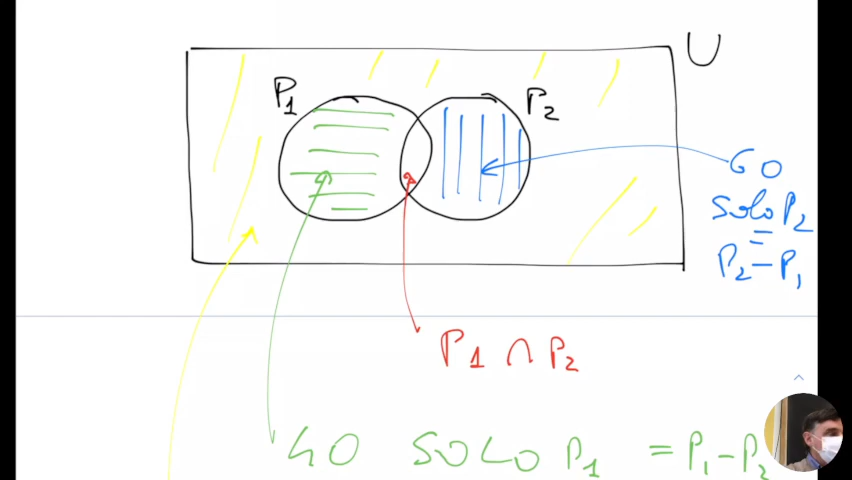 U
P₁
P₂
60
solo P₂
=
P₂ – P₁
P₁ ∩ P₂
40 SOLO P₁ = P₁ – P₂